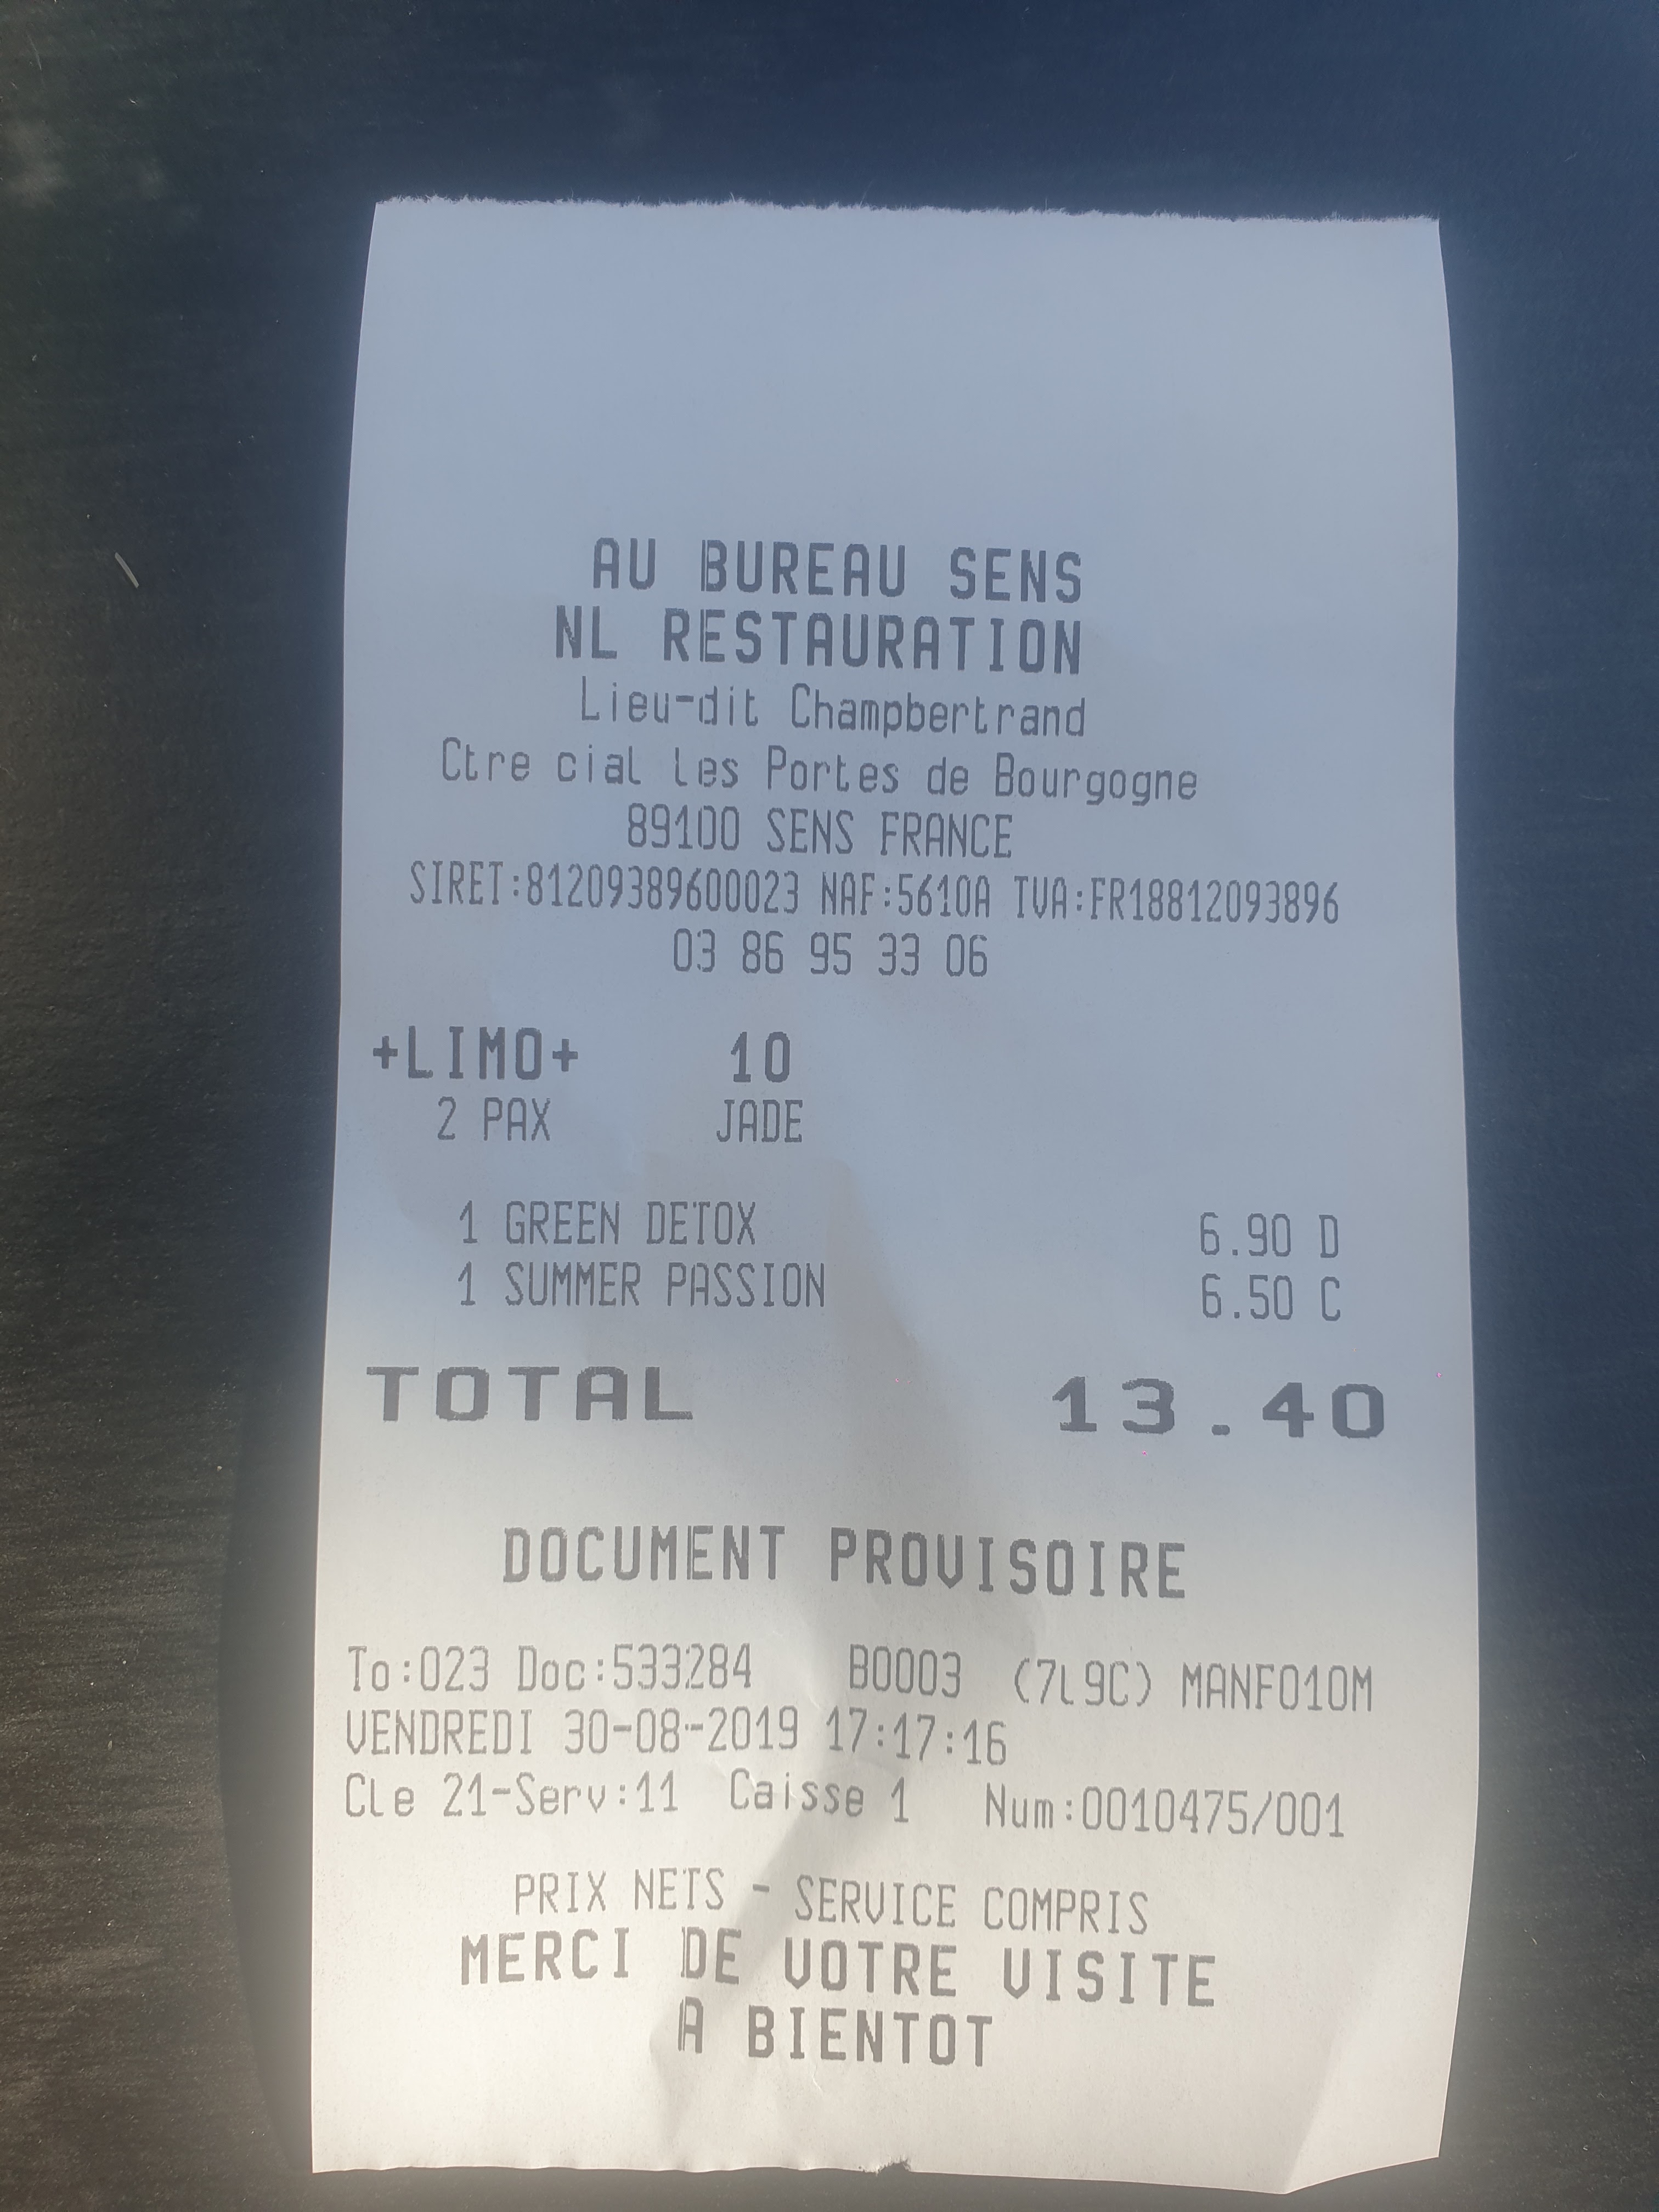 AU BUREAU SENS
NL RESTAURATION
Lieu-dit Champbertrand
Ctre cial les Portes de Bourgogne
89100 SENS FRANCE
SIRET:81209389600023 NAF:5610A TVA:FR18812093896
03 86 95 33 06
+LIMO+ 10
2 PAX JADE
1 GREEN DETOX 6.90 D
1 SUMMER PASSION 6.50 C
TOTAL 13.40
DOCUMENT PROVISOIRE
To:023 Doc:533284 B0003 (7L9C) MANF010M
VENDREDI 30-08-2019 17:17:16
Cle 21-Serv:11 Caisse 1 Num:0010475/001
PRIX NETS - SERVICE COMPRIS
MERCI DE VOTRE VISITE
A BIENTOT